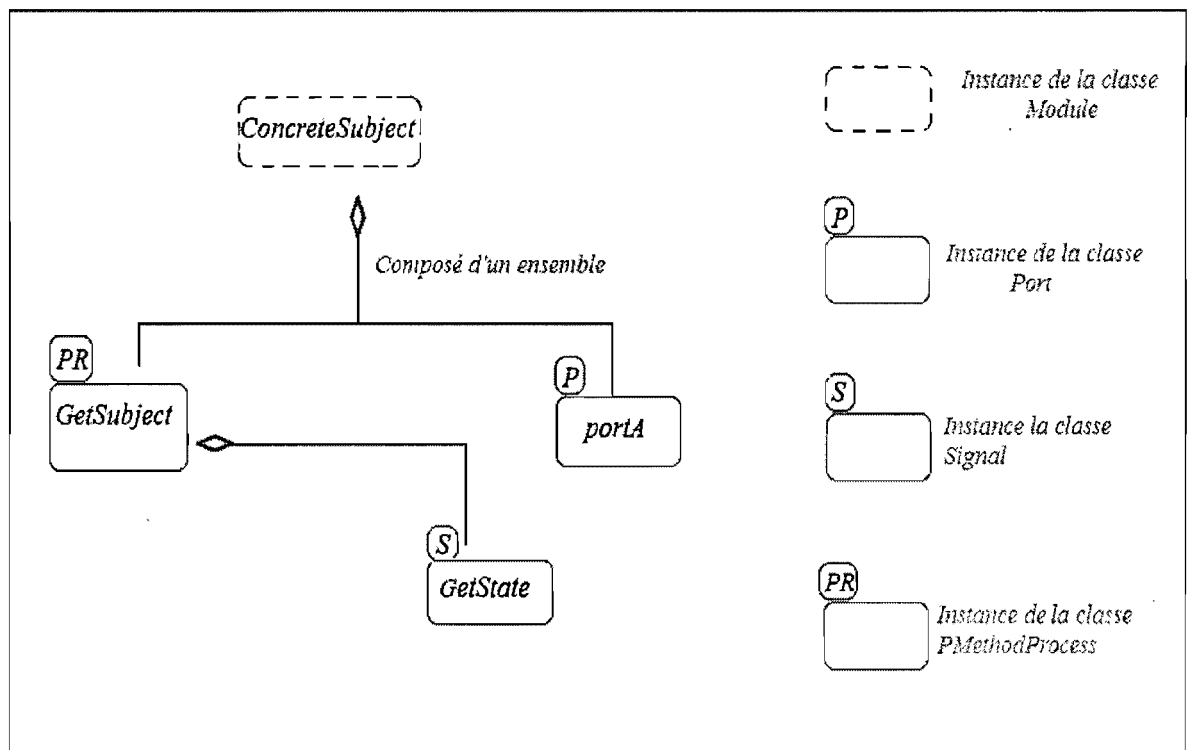 ConcreteSubject
Composé d'un ensemble
PR
GetSubject
P
portA
S
GetState
Instance de la classe
Module
P
Instance de la classe
Port
S
Instance la classe
Signal
PR
Instance de la classe
PMethodProcess